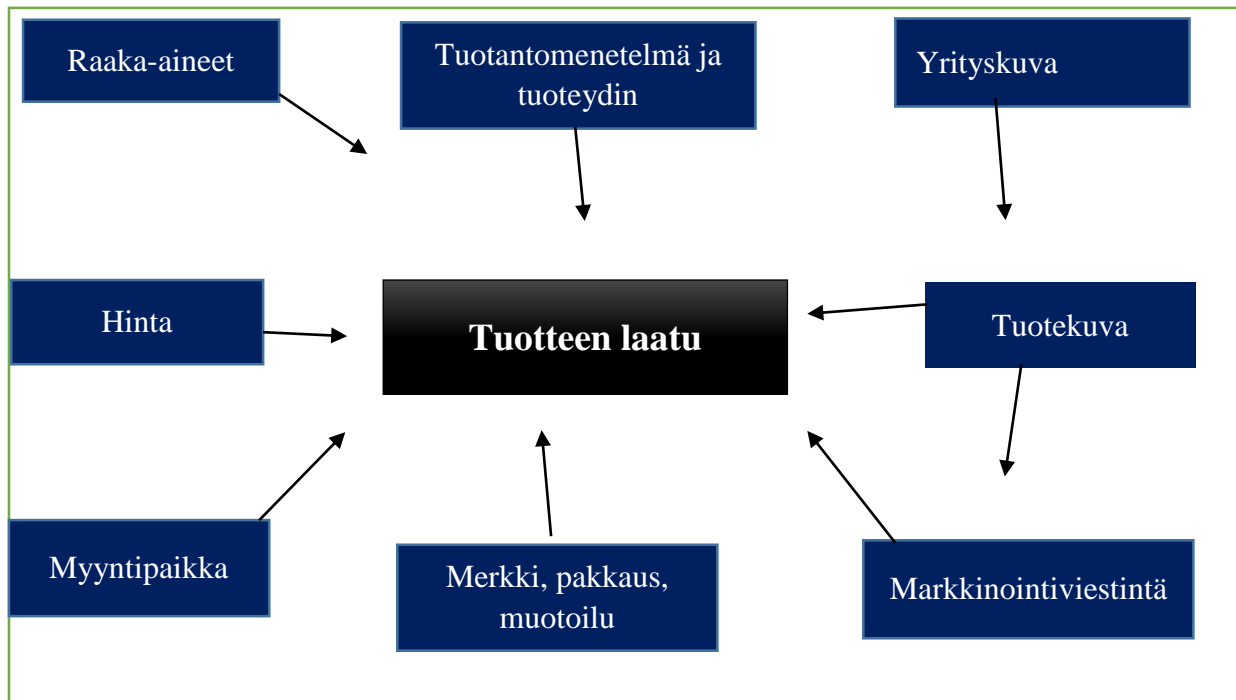 Raaka-aineet
Tuotantomenetelmä ja
tuoteydin
Yrityskuva
Hinta
Tuotteen laatu
Tuotekuva
Myyntipaikka
Merkki, pakkaus,
muotoilu
Markkinointiviestintä